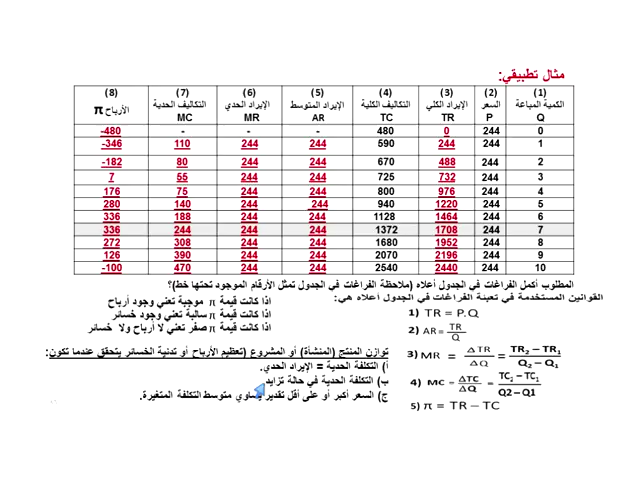 مثال تطبيقي:
(1) (2) (3) (4) (5) (6) (7) (8)
الكمية المباعة السعر الإيراد الكلي التكاليف الكلية الإيراد المتوسط الإيراد الحدي التكاليف الحدية الأرباح π
Q P TR TC AR MR MC
0 244 0 480 - - - -480
1 244 244 590 244 244 110 -346
2 244 488 670 244 244 80 -182
3 244 732 725 244 244 55 7
4 244 976 800 244 244 75 176
5 244 1220 940 244 244 140 280
6 244 1464 1128 244 244 188 336
7 244 1708 1372 244 244 244 336
8 244 1952 1680 244 244 308 272
9 244 2196 2070 244 244 390 126
10 244 2440 2540 244 244 470 -100
المطلوب أكمل الفراغات في الجدول أعلاه (ملاحظة الفراغات في الجدول تمثل الأرقام الموجود تحتها خط)؟
القوانين المستخدمة في تعبئة الفراغات في الجدول أعلاه هي:
1) TR = P.Q
2) AR = TR / Q
3) MR = ΔTR / ΔQ = TR₂ − TR₁ / Q₂ − Q₁
4) MC = ΔTC / ΔQ = TC₂ − TC₁ / Q2 − Q1
5) π = TR − TC
اذا كانت قيمة π موجبة تعني وجود أرباح
اذا كانت قيمة π سالبة تعني وجود خسائر
اذا كانت قيمة π صفر تعني لا أرباح ولا خسائر
توازن المنتج (المنشأة) أو المشروع (تعظيم الأرباح أو تدنية الخسائر يتحقق عندما تكون:
أ) التكلفة الحدية = الإيراد الحدي.
ب) التكلفة الحدية في حالة تزايد
ج) السعر أكبر أو على أقل تقدير يساوي متوسط التكلفة المتغيرة.